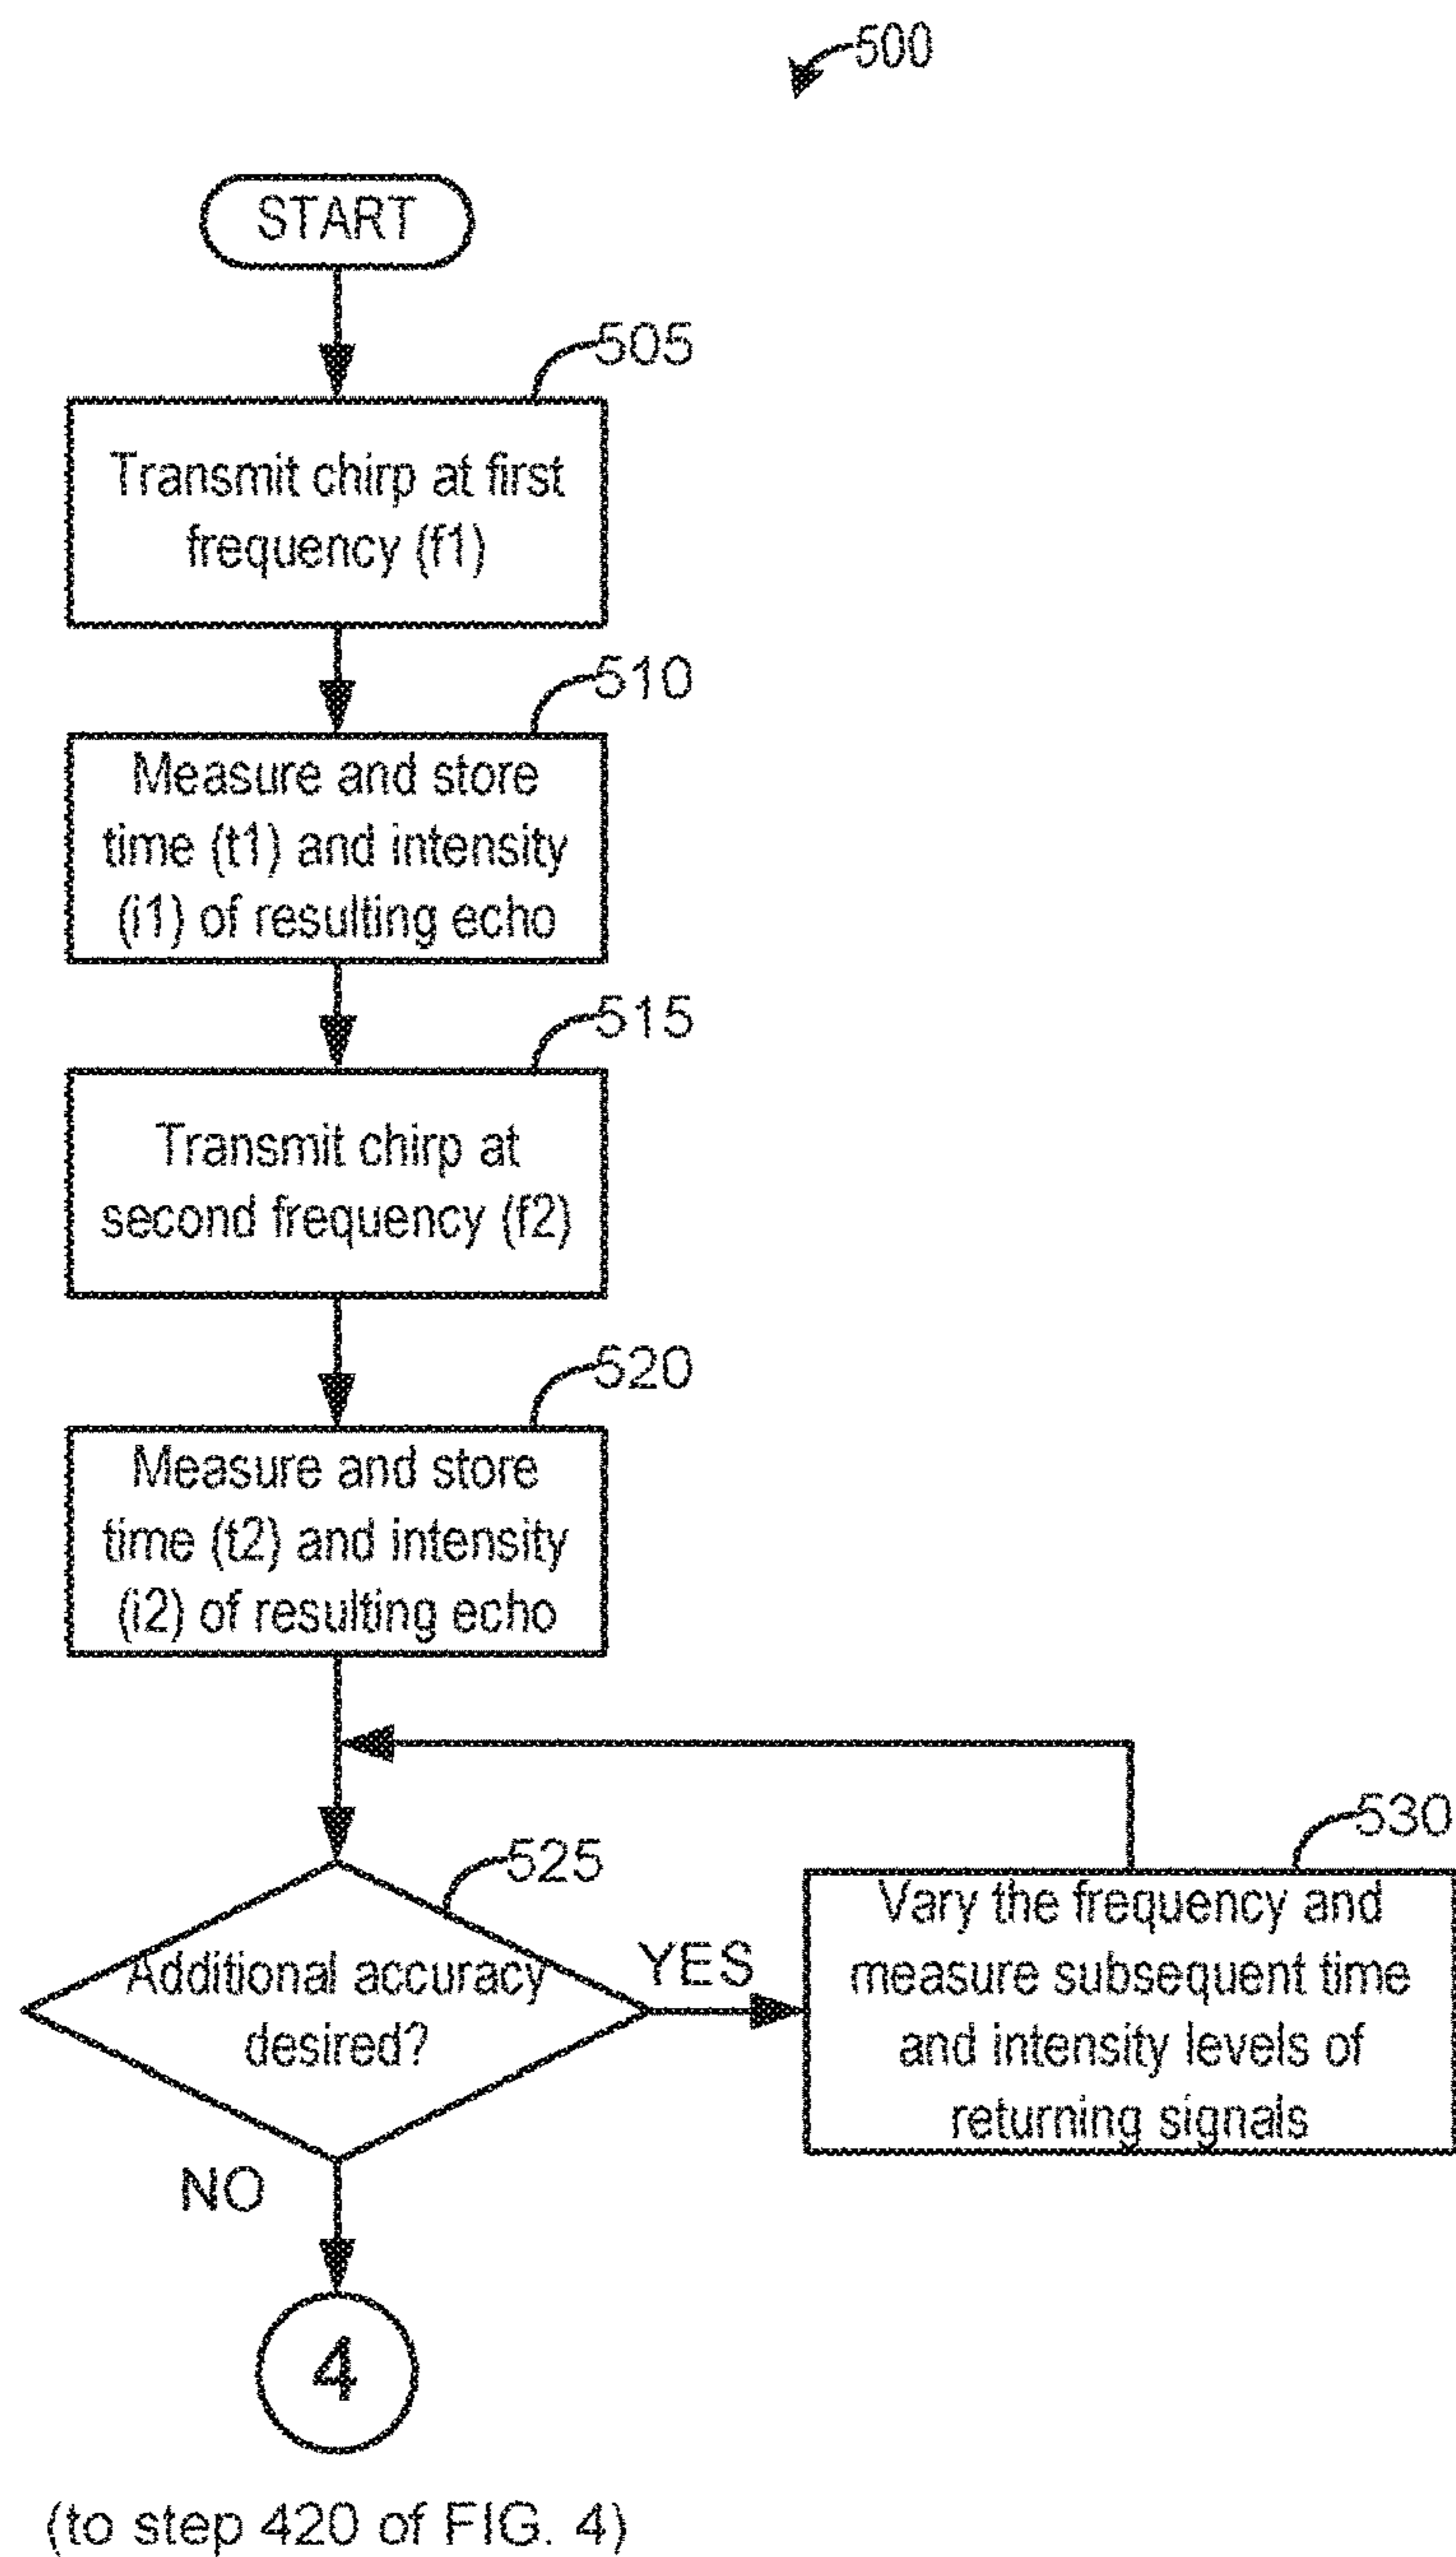 500
START
505
Transmit chirp at first
frequency (f1)
510
Measure and store
time (t1) and intensity
(i1) of resulting echo
515
Transmit chirp at
second frequency (f2)
520
Measure and store
time (t2) and intensity
(i2) of resulting echo
525
Additional accuracy
desired?
YES
530
Vary the frequency and
measure subsequent time
and intensity levels of
returning signals
NO
4
(to step 420 of FIG. 4)